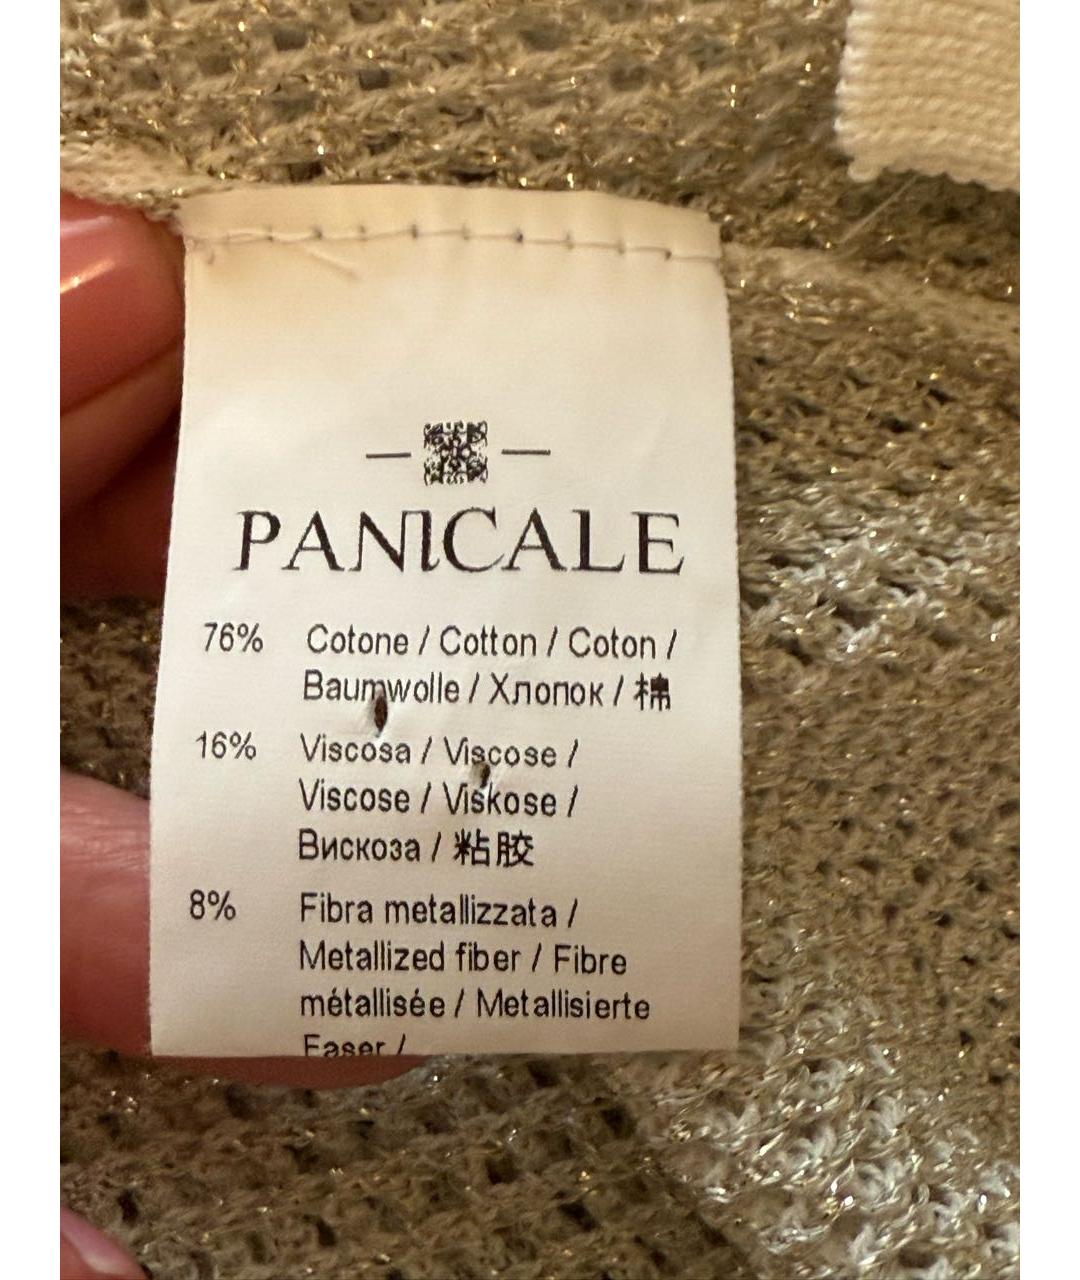 PANICALE
76% Cotone / Cotton / Coton /
Baumwolle / Хлопок / 棉
16% Viscosa / Viscose /
Viscose / Viskose /
Вискоза / 粘胶
8% Fibra metallizzata /
Metallized fiber / Fibre
métallisée / Metallisierte
Faser /